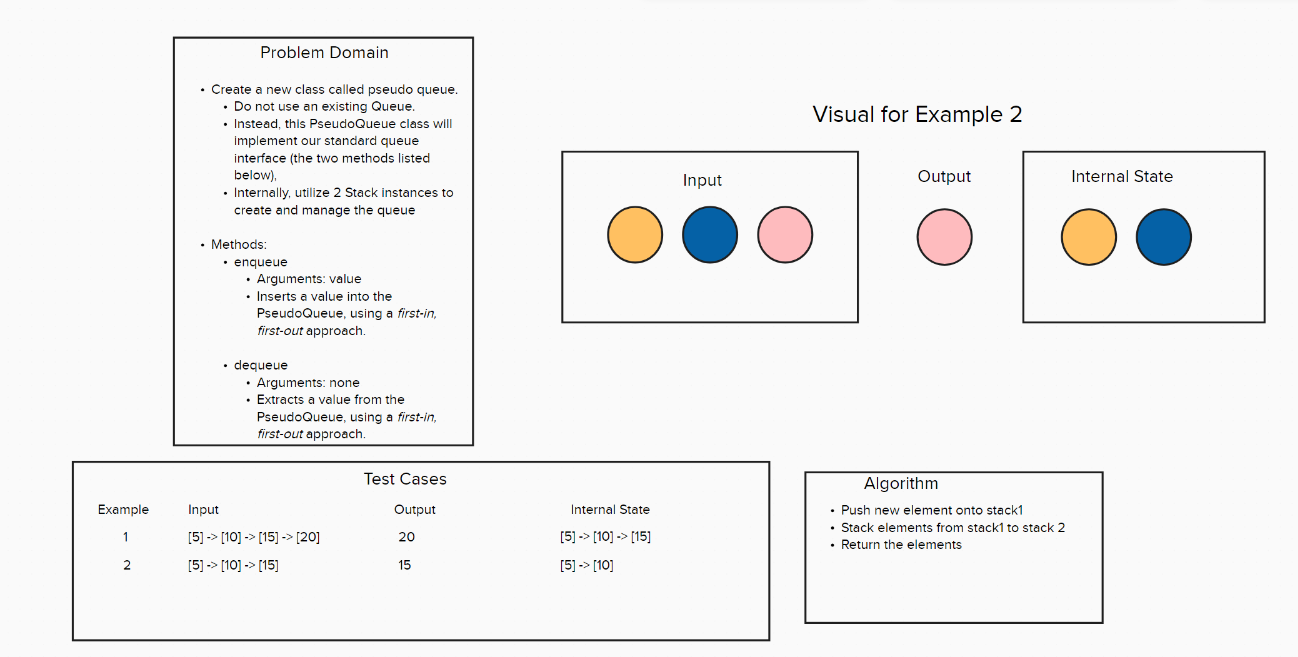 Problem Domain
• Create a new class called pseudo queue.
• Do not use an existing Queue.
• Instead, this PseudoQueue class will
implement our standard queue
interface (the two methods listed
below),
• Internally, utilize 2 Stack instances to
create and manage the queue
• Methods:
• enqueue
• Arguments: value
• Inserts a value into the
PseudoQueue, using a first-in,
first-out approach.
• dequeue
• Arguments: none
• Extracts a value from the
PseudoQueue, using a first-in,
first-out approach.
Visual for Example 2
Input
Output
Internal State
Test Cases
Example Input Output Internal State
1 [5] -> [10] -> [15] -> [20] 20 [5] -> [10] -> [15]
2 [5] -> [10] -> [15] 15 [5] -> [10]
Algorithm
• Push new element onto stack1
• Stack elements from stack1 to stack 2
• Return the elements